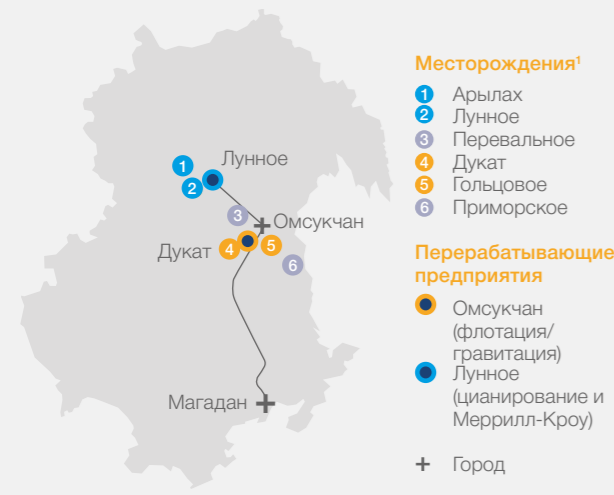 Лунное
1
2
3
Омсукчан
Дукат
4
5
6
Магадан
Месторождения¹
1 Арылах
2 Лунное
3 Перевальное
4 Дукат
5 Гольцовое
6 Приморское
Перерабатывающие
предприятия
Омсукчан
(флотация/
гравитация)
Лунное
(цианирование и
Меррилл-Кроу)
Город